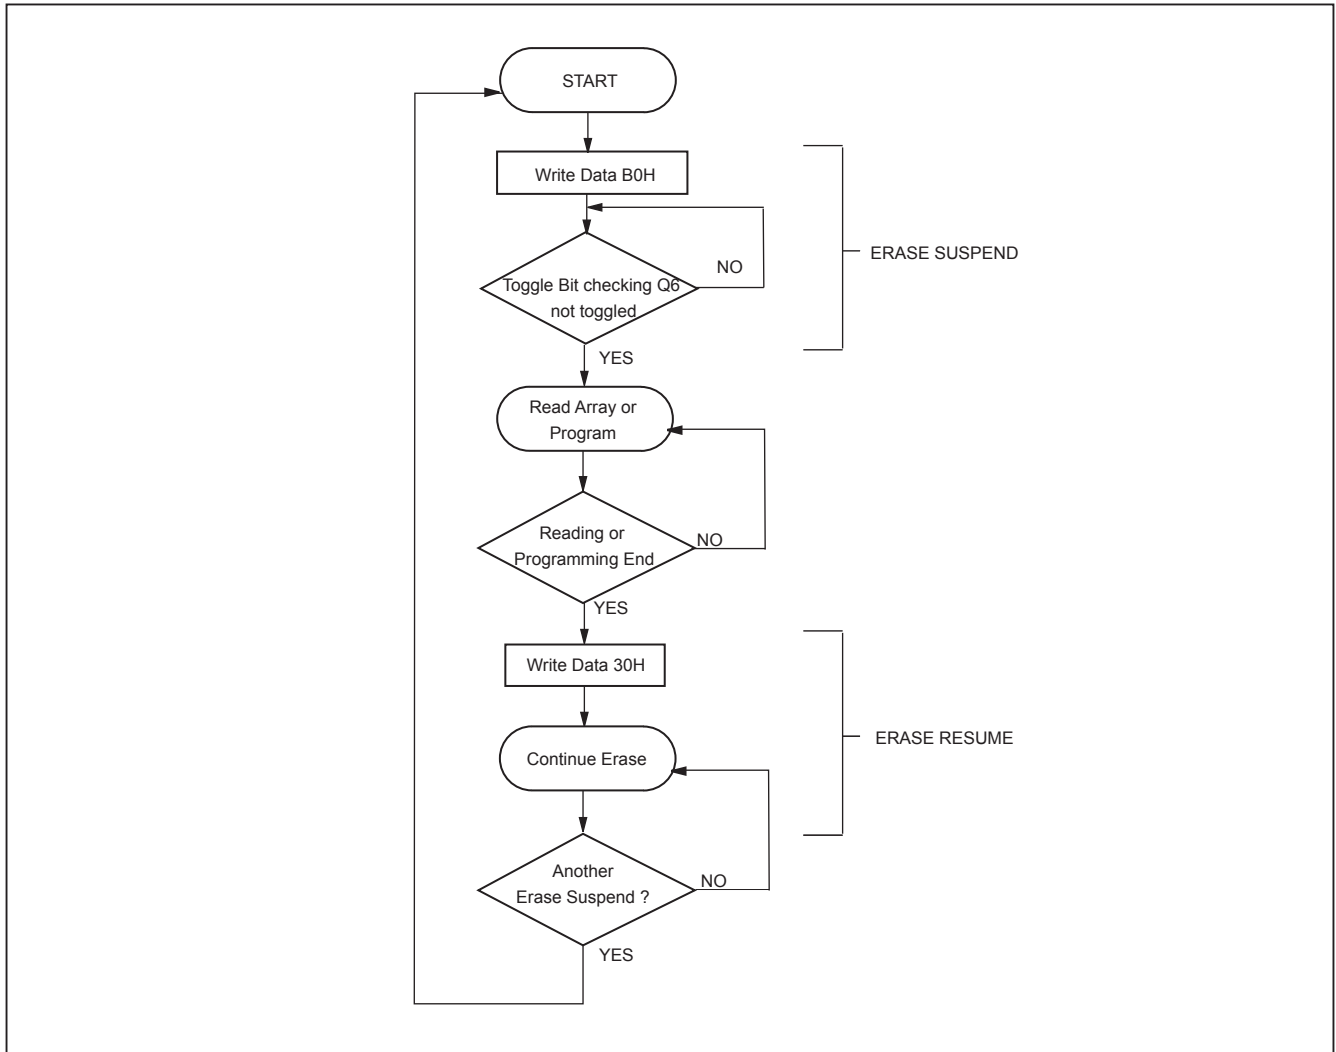 START
Write Data B0H
NO
ERASE SUSPEND
Toggle Bit checking Q6
not toggled
YES
Read Array or
Program
Reading or
Programming End
NO
YES
Write Data 30H
ERASE RESUME
Continue Erase
Another
Erase Suspend ?
NO
YES